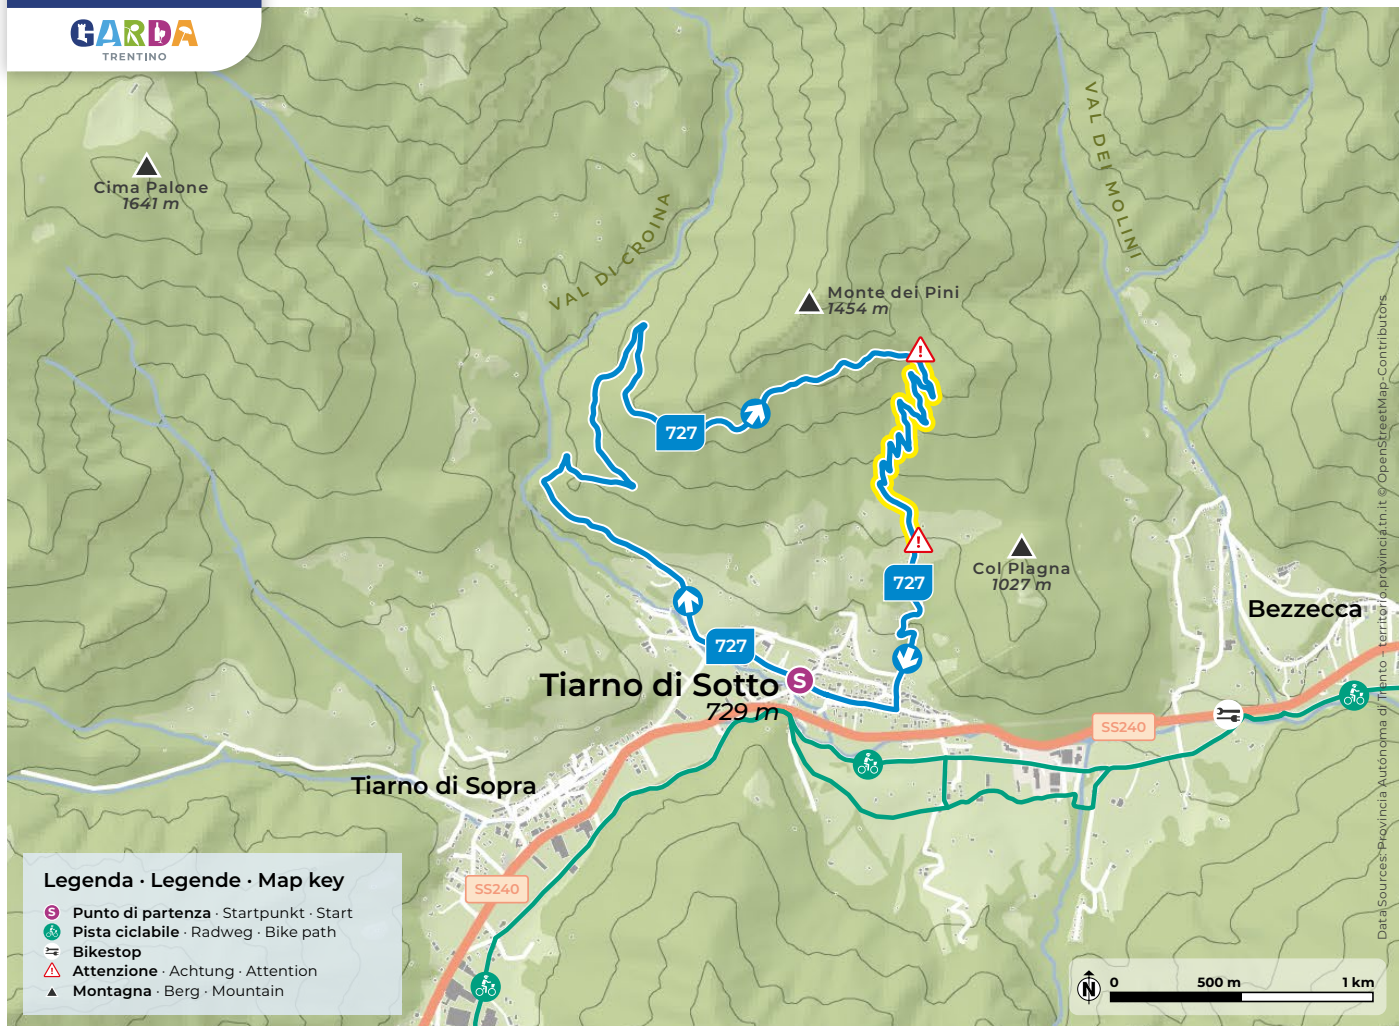 GARDA
TRENTINO
Cima Palone
1641 m
VAL DI CROINA
VAL DEI MOLINI
Monte dei Pini
1454 m
!
727
!
Col Plagna
1027 m
727
Bezzecca
727
S
Tiarno di Sotto
729 m
SS240
Tiarno di Sopra
SS240
Legenda · Legende · Map key
S Punto di partenza · Startpunkt · Start
Pista ciclabile · Radweg · Bike path
Bikestop
Attenzione · Achtung · Attention
Montagna · Berg · Mountain
N
0 500 m 1 km
Data Sources: Provincia Autónoma di Trento – territorio.provincia.tn.it © OpenStreetMap-Contributors